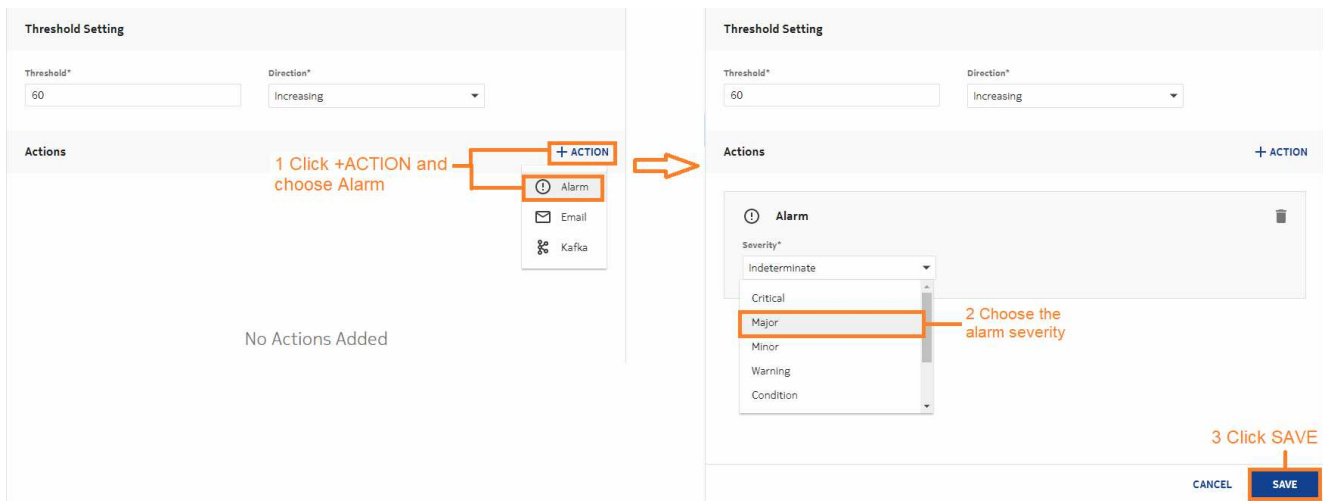 Threshold Setting
Threshold*
Direction*
60
Increasing
Actions
+ ACTION
1 Click +ACTION and
choose Alarm
Alarm
Email
Kafka
No Actions Added
Threshold Setting
Threshold*
Direction*
60
Increasing
Actions
+ ACTION
Alarm
Severity*
Indeterminate
Critical
Major
Minor
Warning
Condition
2 Choose the
alarm severity
3 Click SAVE
CANCEL
SAVE